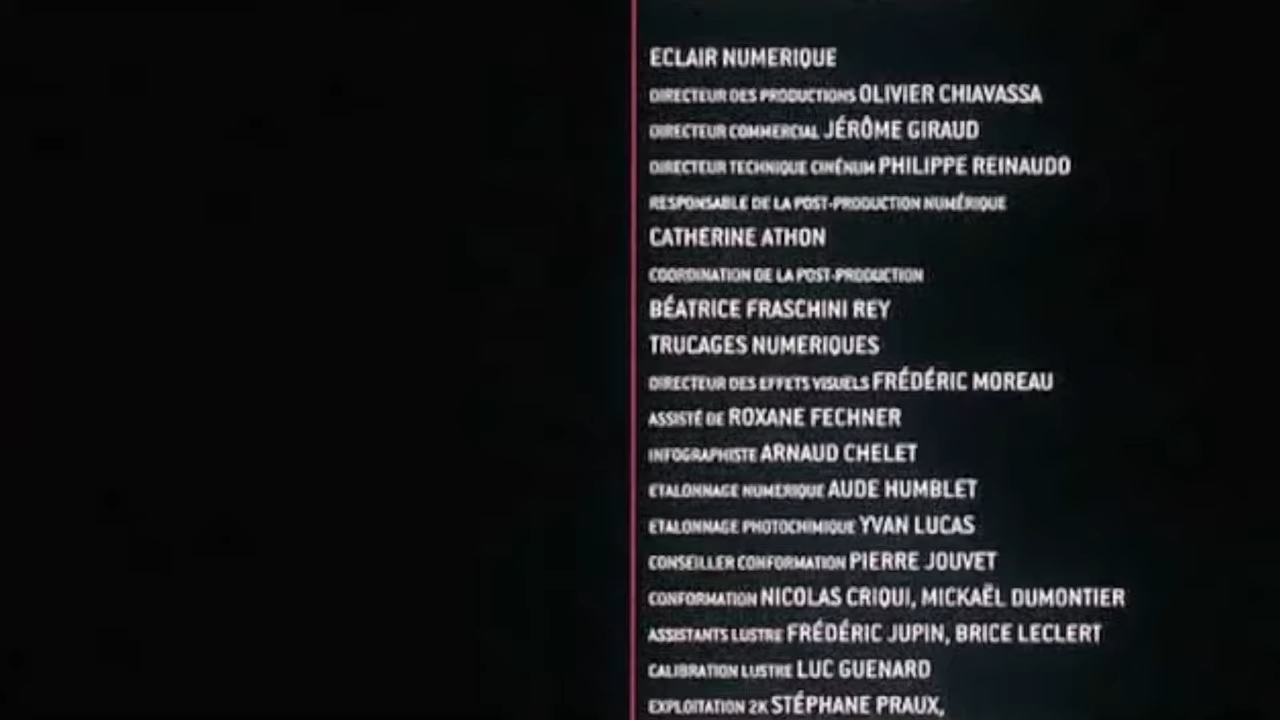 ECLAIR NUMERIQUE
DIRECTEUR DES PRODUCTIONS OLIVIER CHIAVASSA
DIRECTEUR COMMERCIAL JÉRÔME GIRAUD
DIRECTEUR TECHNIQUE CINÉNUM PHILIPPE REINAUDO
RESPONSABLE DE LA POST-PRODUCTION NUMÉRIQUE
CATHERINE ATHON
COORDINATION DE LA POST-PRODUCTION
BÉATRICE FRASCHINI REY
TRUCAGES NUMERIQUES
DIRECTEUR DES EFFETS VISUELS FRÉDÉRIC MOREAU
ASSISTÉ DE ROXANE FECHNER
INFOGRAPHISTE ARNAUD CHELET
ETALONNAGE NUMERIQUE AUDE HUMBLET
ETALONNAGE PHOTOCHIMIQUE YVAN LUCAS
CONSEILLER CONFORMATION PIERRE JOUVET
CONFORMATION NICOLAS CRIQUI, MICKAËL DUMONTIER
ASSISTANTS LUSTRE FRÉDÉRIC JUPIN, BRICE LECLERT
CALIBRATION LUSTRE LUC GUENARD
EXPLOITATION 2K STÉPHANE PRAUX,